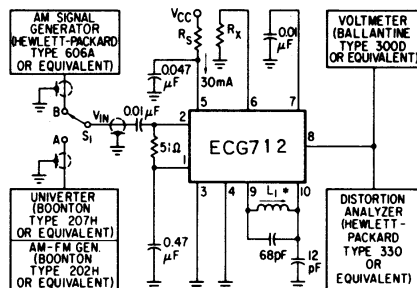 AM SIGNAL
GENERATOR
(HEWLETT-PACKARD
TYPE 606A
OR EQUIVALENT)
VCC
RS
RX
0.01
µF
VOLTMETER
(BALLANTINE
TYPE 300D
OR EQUIVALENT)
0.047
µF
30mA
B
VIN
0.01µF
S1
A
5
6
7
2
51Ω
1
ECG712
8
3
4
9
L1 *
10
UNIVERTER
(BOONTON
TYPE 207H
OR EQUIVALENT)
AM-FM GEN.
(BOONTON
TYPE 202H
OR EQUIVALENT)
0.47
µF
68pF
12
pF
DISTORTION
ANALYZER
(HEWLETT-
PACKARD
TYPE 330
OR
EQUIVALENT)